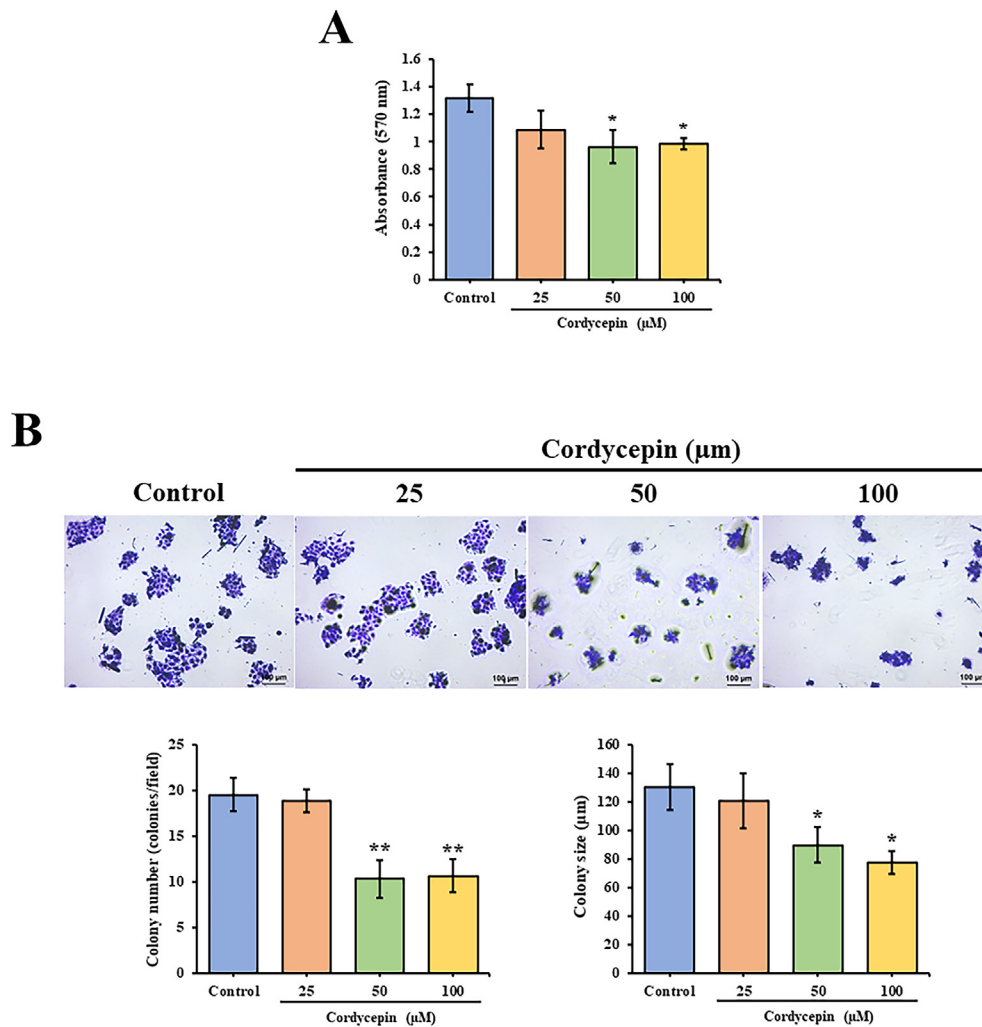 A
Absorbance (570 nm)
1.6
1.4
1.2
1
0.8
0.6
0.4
0.2
0
* *
Control 25 50 100
Cordycepin (µM)
B
Cordycepin (µm)
Control 25 50 100
100 µm 100 µm 100 µm 100 µm
Colony number (colonies/field)
25
20
15
10
5
0
** **
Control 25 50 100
Cordycepin (µM)
Colony size (µm)
160
140
120
100
80
60
40
20
0
* *
Control 25 50 100
Cordycepin (µM)